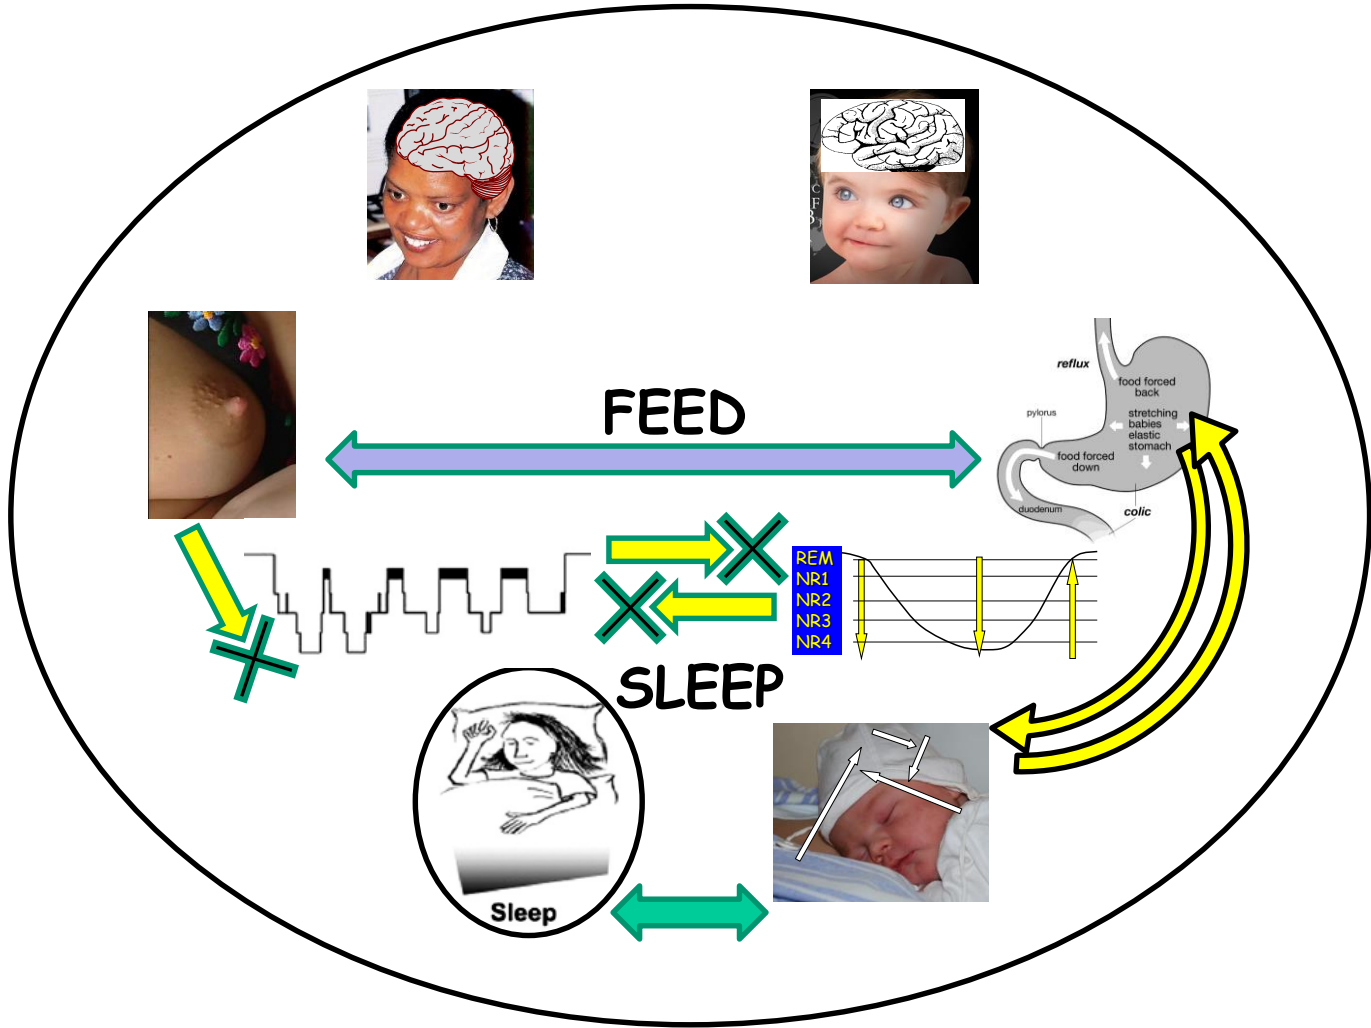 reflux
food forced
back
pylorus
stretching
babies
elastic
stomach
food forced
down
duodenum
colic
FEED
REM
NR1
NR2
NR3
NR4
SLEEP
Sleep